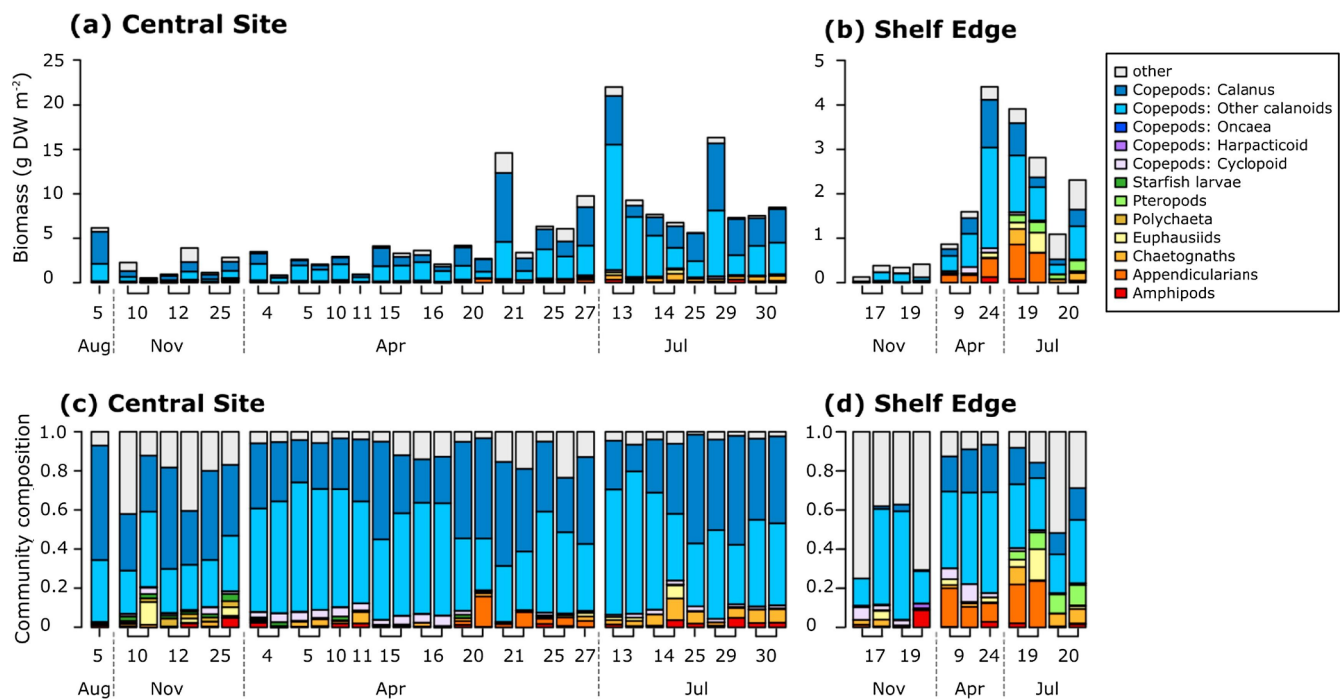 (a) Central Site
(b) Shelf Edge
Biomass (g DW m-2)
25
20
15
10
5
0
5 10 12 25 4 5 10 11 15 16 20 21 25 27 13 14 25 29 30
Aug Nov Apr Jul
5
4
3
2
1
0
17 19 9 24 19 20
Nov Apr Jul
other
Copepods: Calanus
Copepods: Other calanoids
Copepods: Oncaea
Copepods: Harpacticoid
Copepods: Cyclopoid
Starfish larvae
Pteropods
Polychaeta
Euphausiids
Chaetognaths
Appendicularians
Amphipods
(c) Central Site
(d) Shelf Edge
Community composition
1.0
0.8
0.6
0.4
0.2
0
5 10 12 25 4 5 10 11 15 16 20 21 25 27 13 14 25 29 30
Aug Nov Apr Jul
1.0
0.8
0.6
0.4
0.2
0
17 19 9 24 19 20
Nov Apr Jul